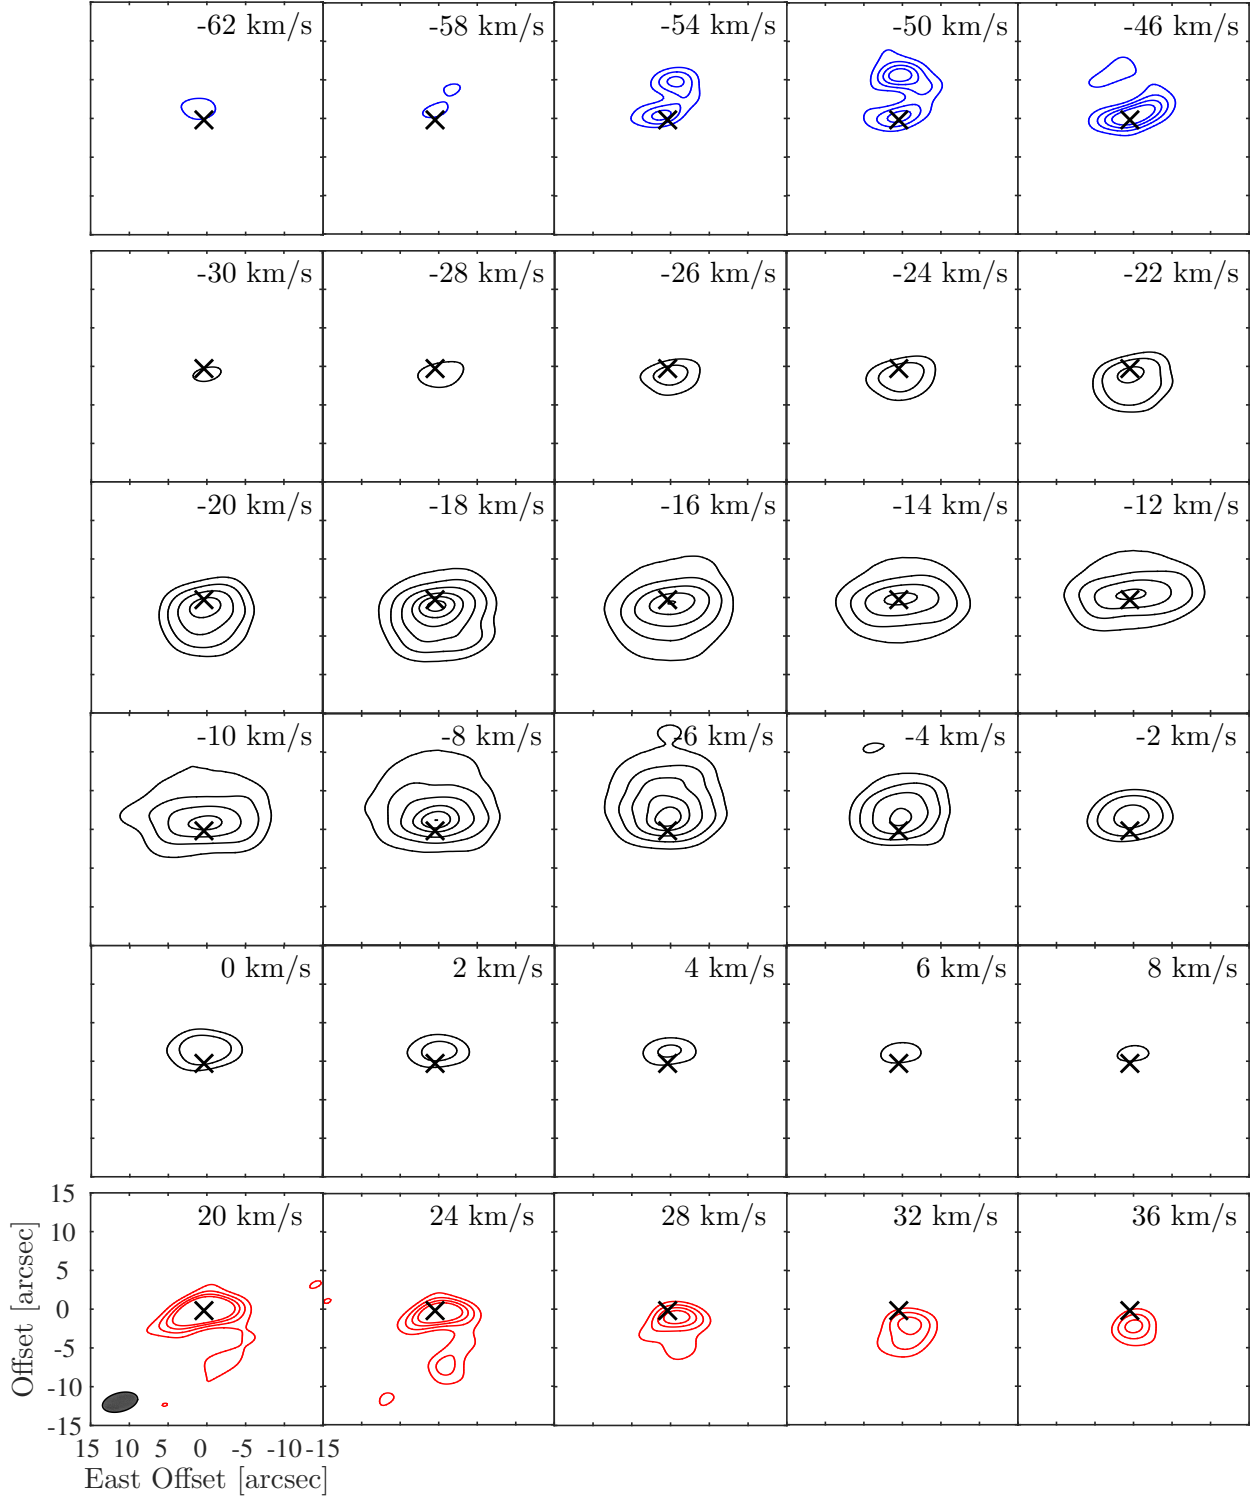 -62 km/s -58 km/s -54 km/s -50 km/s -46 km/s
-30 km/s -28 km/s -26 km/s -24 km/s -22 km/s
-20 km/s -18 km/s -16 km/s -14 km/s -12 km/s
-10 km/s -8 km/s -6 km/s -4 km/s -2 km/s
0 km/s 2 km/s 4 km/s 6 km/s 8 km/s
20 km/s 24 km/s 28 km/s 32 km/s 36 km/s
15
10
5
0
-5
-10
-15
Offset [arcsec]
15 10 5 0 -5 -10 -15
East Offset [arcsec]